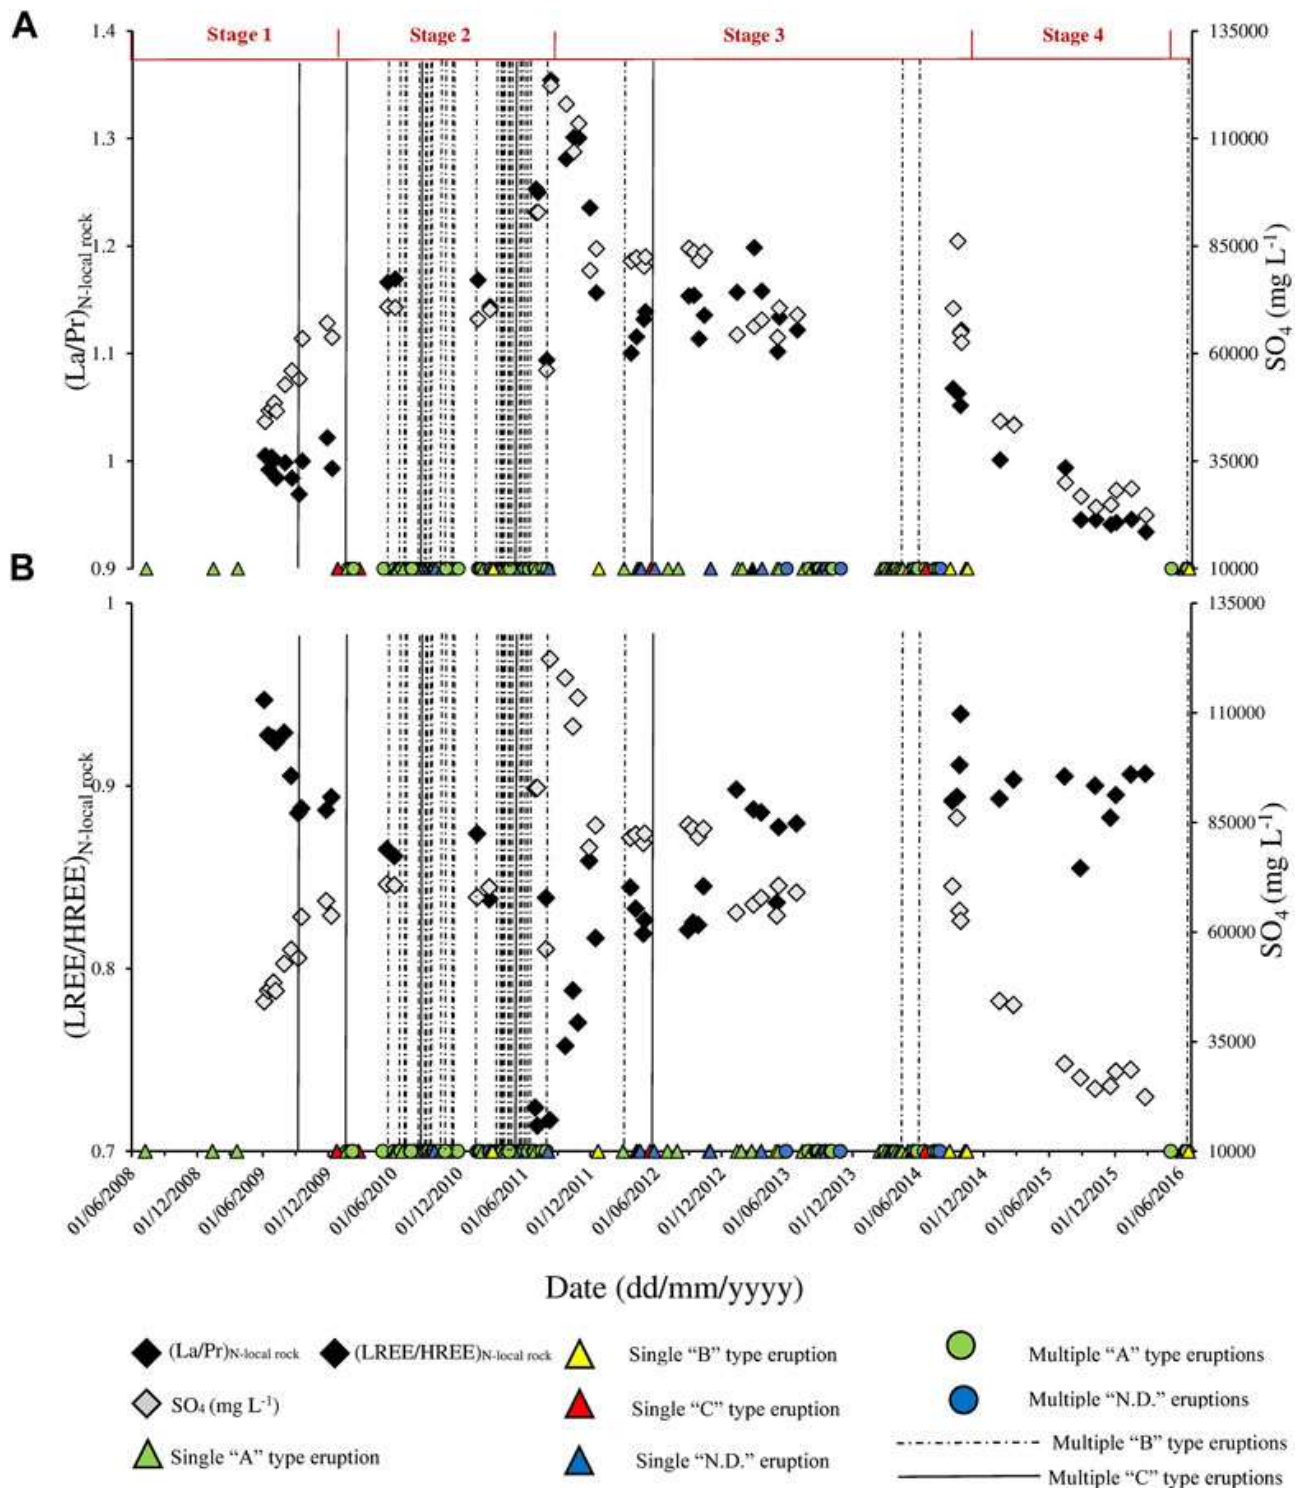 A
Stage 1
Stage 2
Stage 3
Stage 4
1.4
1.3
1.2
1.1
1
0.9
(La/Pr)N-local rock
135000
110000
85000
60000
35000
10000
SO4 (mg L-1)
B
1
0.9
0.8
0.7
(LREE/HREE)N-local rock
135000
110000
85000
60000
35000
10000
SO4 (mg L-1)
01/06/2008
01/12/2008
01/06/2009
01/12/2009
01/06/2010
01/12/2010
01/06/2011
01/12/2011
01/06/2012
01/12/2012
01/06/2013
01/12/2013
01/06/2014
01/12/2014
01/06/2015
01/12/2015
01/06/2016
Date (dd/mm/yyyy)
(La/Pr)N-local rock
(LREE/HREE)N-local rock
SO4 (mg L-1)
Single “A” type eruption
Single “B” type eruption
Single “C” type eruption
Single “N.D.” eruption
Multiple “A” type eruptions
Multiple “N.D.” eruptions
Multiple “B” type eruptions
Multiple “C” type eruptions